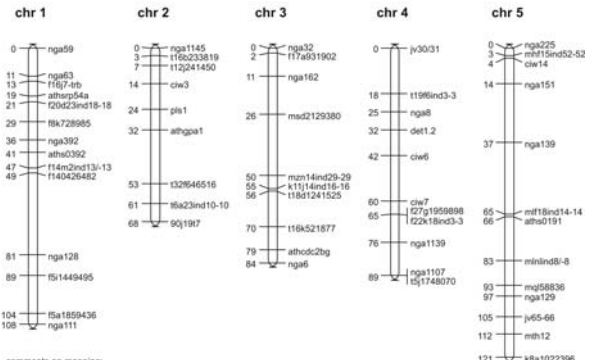 chr 1
0 nga59
11 nga63
13 f16j7-trb
19 athsrp54a
21 f20d23ind18-18
29 f8k728985
36 nga392
41 aths0392
47 f14m2ind13/-13
49 f140426482
81 nga128
89 f5i1449495
104 f5a1859436
108 nga111
chr 2
0 nga1145
3 t16b233819
7 t12j241450
14 ciw3
24 pls1
32 athgpa1
53 t32f646516
61 t6a23ind10-10
68 90j19t7
chr 3
0 nga32
2 f17a931902
11 nga162
26 msd2129380
50 mzn14ind29-29
55 k11j14ind16-16
56 t18d1241525
70 t16k521877
79 athcdc2bg
84 nga6
chr 4
0 jv30/31
18 t19f6ind3-3
25 nga8
32 det1.2
42 ciw6
60 ciw7
65 f27g1959898
f22k18ind3-3
76 nga1139
89 nga1107
t5j1748070
chr 5
0 nga225
3 mhf15ind52-52
4 ciw14
14 nga151
37 nga139
65 mlf18ind14-14
66 aths0191
83 mlnlind8/-8
93 mql58836
97 nga129
105 jv65-66
112 mth12
121 k8a1022396